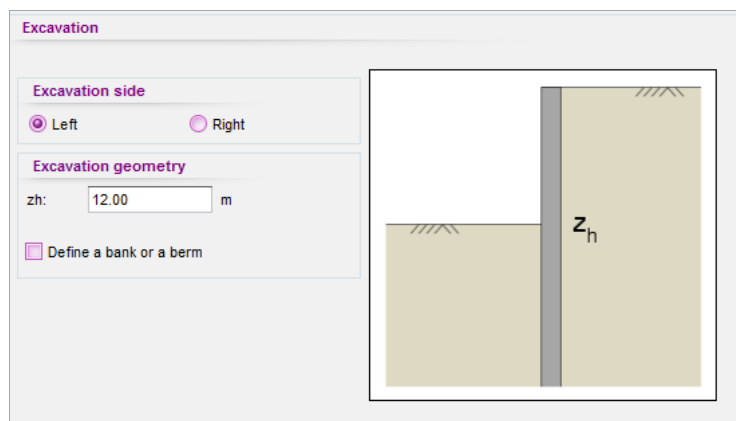 Excavation
Excavation side
Left Right
Excavation geometry
zh: 12.00 m
Define a bank or a berm
zh